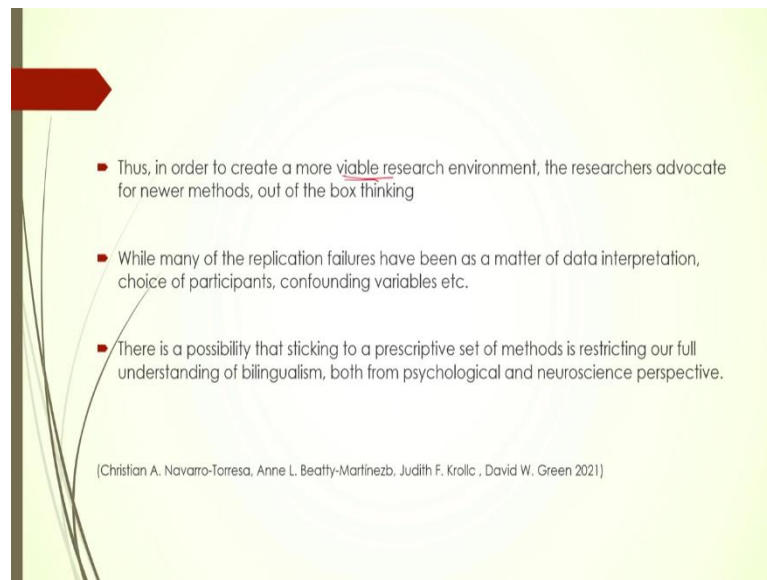 Thus, in order to create a more viable research environment, the researchers advocate
for newer methods, out of the box thinking
While many of the replication failures have been as a matter of data interpretation,
choice of participants, confounding variables etc.
There is a possibility that sticking to a prescriptive set of methods is restricting our full
understanding of bilingualism, both from psychological and neuroscience perspective.
(Christian A. Navarro-Torresa, Anne L. Beatty-Martínezb, Judith F. Krollc , David W. Green 2021)